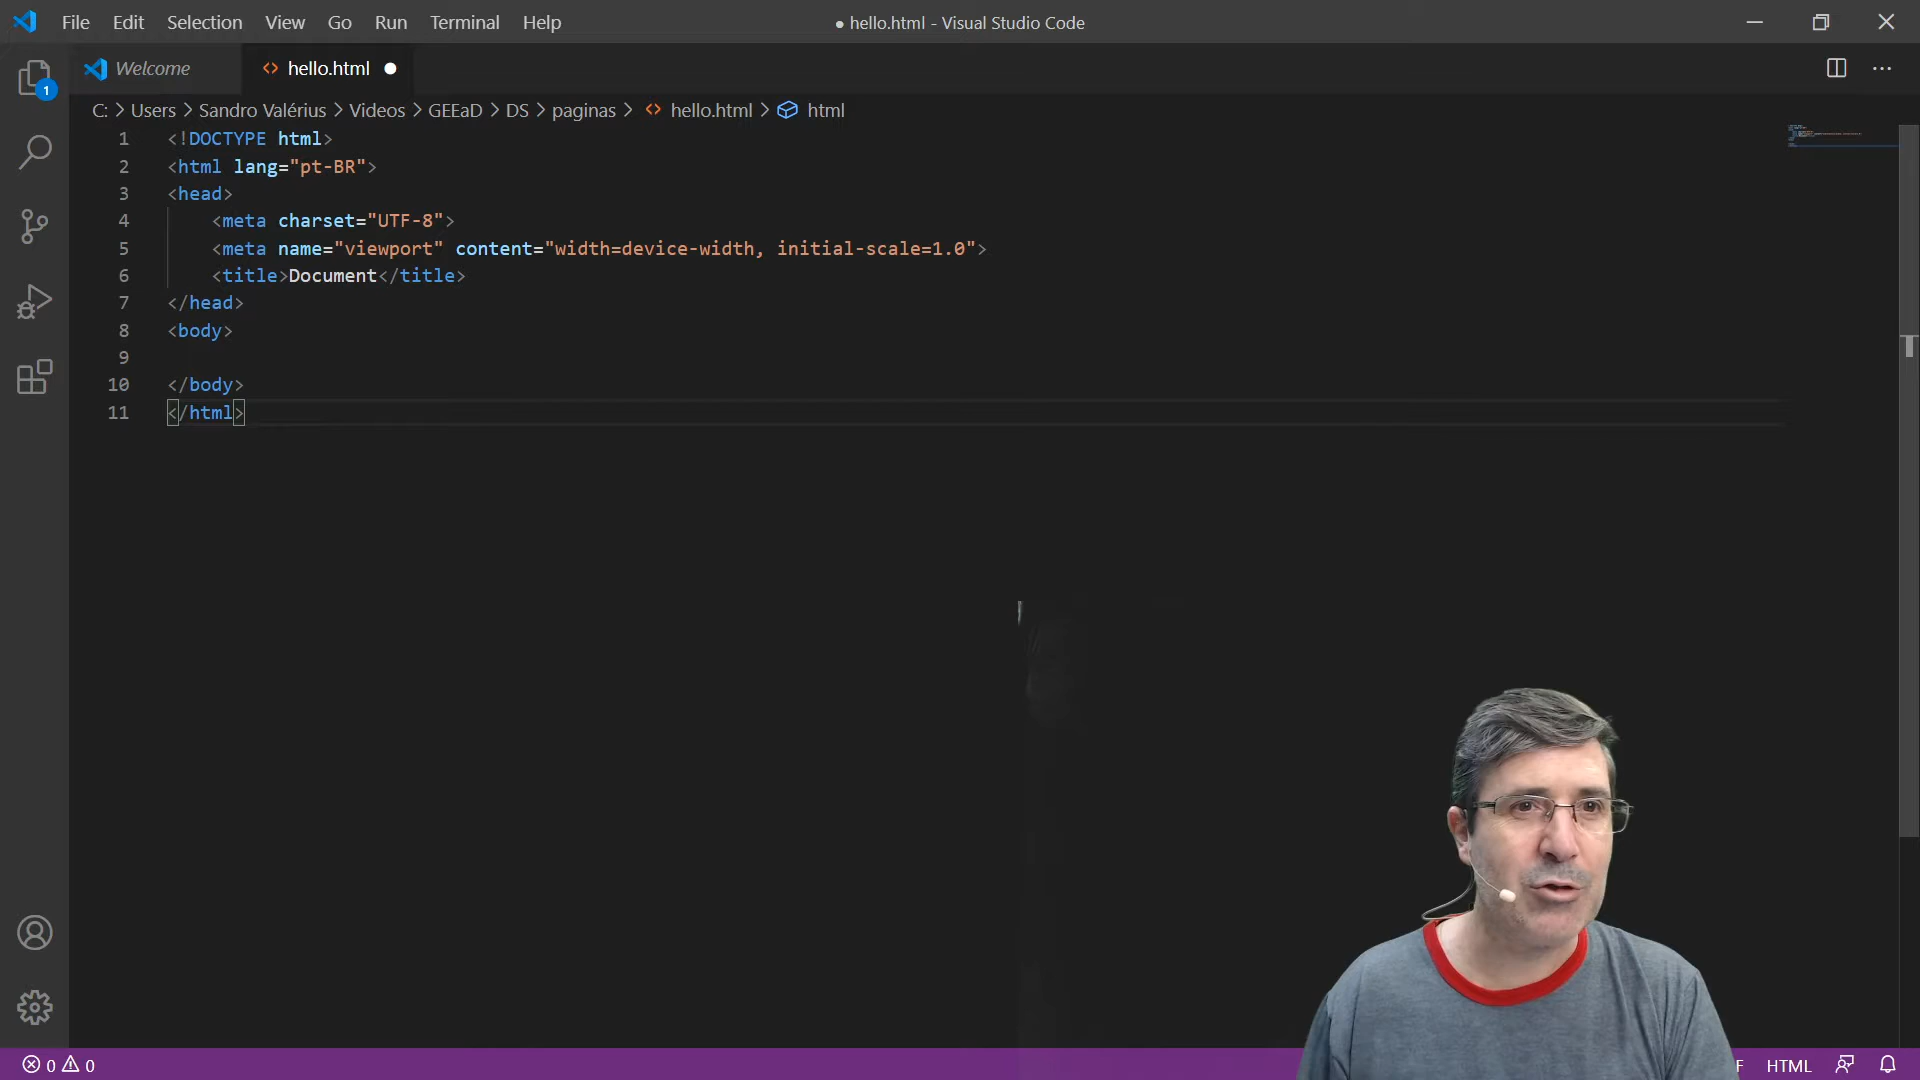 File Edit Selection View Go Run Terminal Help
● hello.html - Visual Studio Code
1
Welcome
hello.html
C: > Users > Sandro Valérius > Videos > GEEaD > DS > paginas > hello.html > html
1 <!DOCTYPE html>
2 <html lang="pt-BR">
3 <head>
4 <meta charset="UTF-8">
5 <meta name="viewport" content="width=device-width, initial-scale=1.0">
6 <title>Document</title>
7 </head>
8 <body>
9
10 </body>
11 </html>
0 0
F HTML